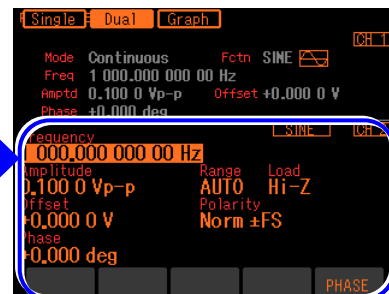 Single Dual Graph
CH 1
Mode Continuous Fctn SINE
Freq 1 000.000 000 00 Hz
Amptd 0.100 0 Vp-p Offset +0.000 0 V
Phase +0.000 deg
Frequency SINE CH
1 000.000 000 00 Hz
Amplitude Range Load
0.100 0 Vp-p AUTO Hi-Z
Offset Polarity
+0.000 0 V Norm ±FS
Phase
+0.000 deg
PHASE